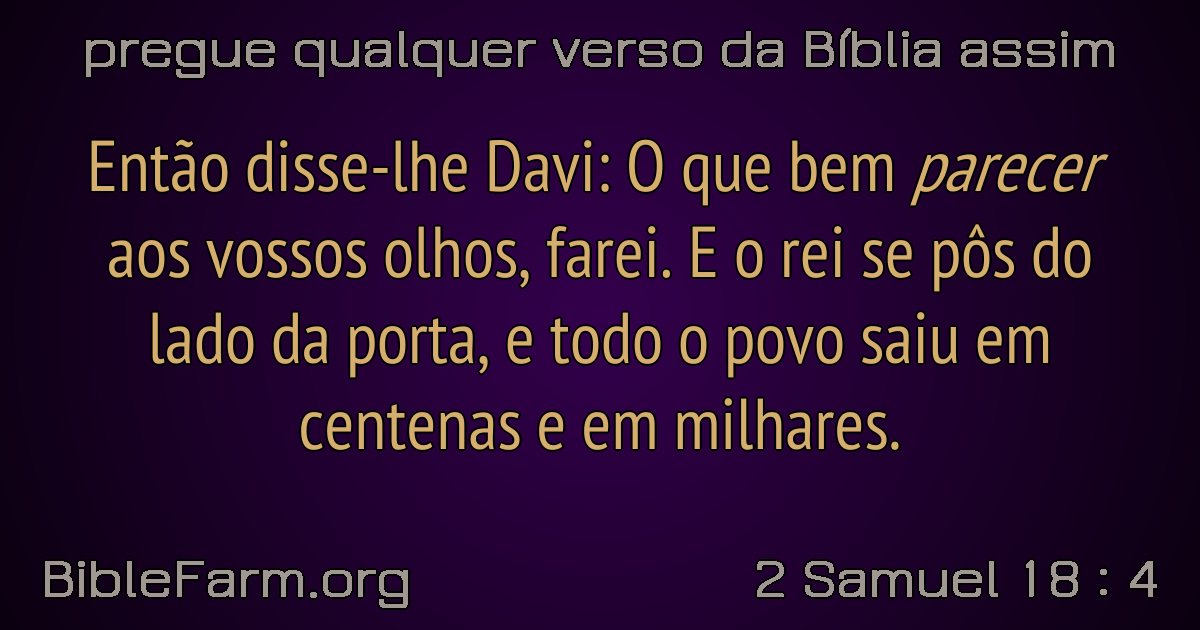 pregue qualquer verso da Bíblia assim
Então disse-lhe Davi: O que bem parecer
aos vossos olhos, farei. E o rei se pôs do
lado da porta, e todo o povo saiu em
centenas e em milhares.
BibleFarm.org
2 Samuel 18 : 4